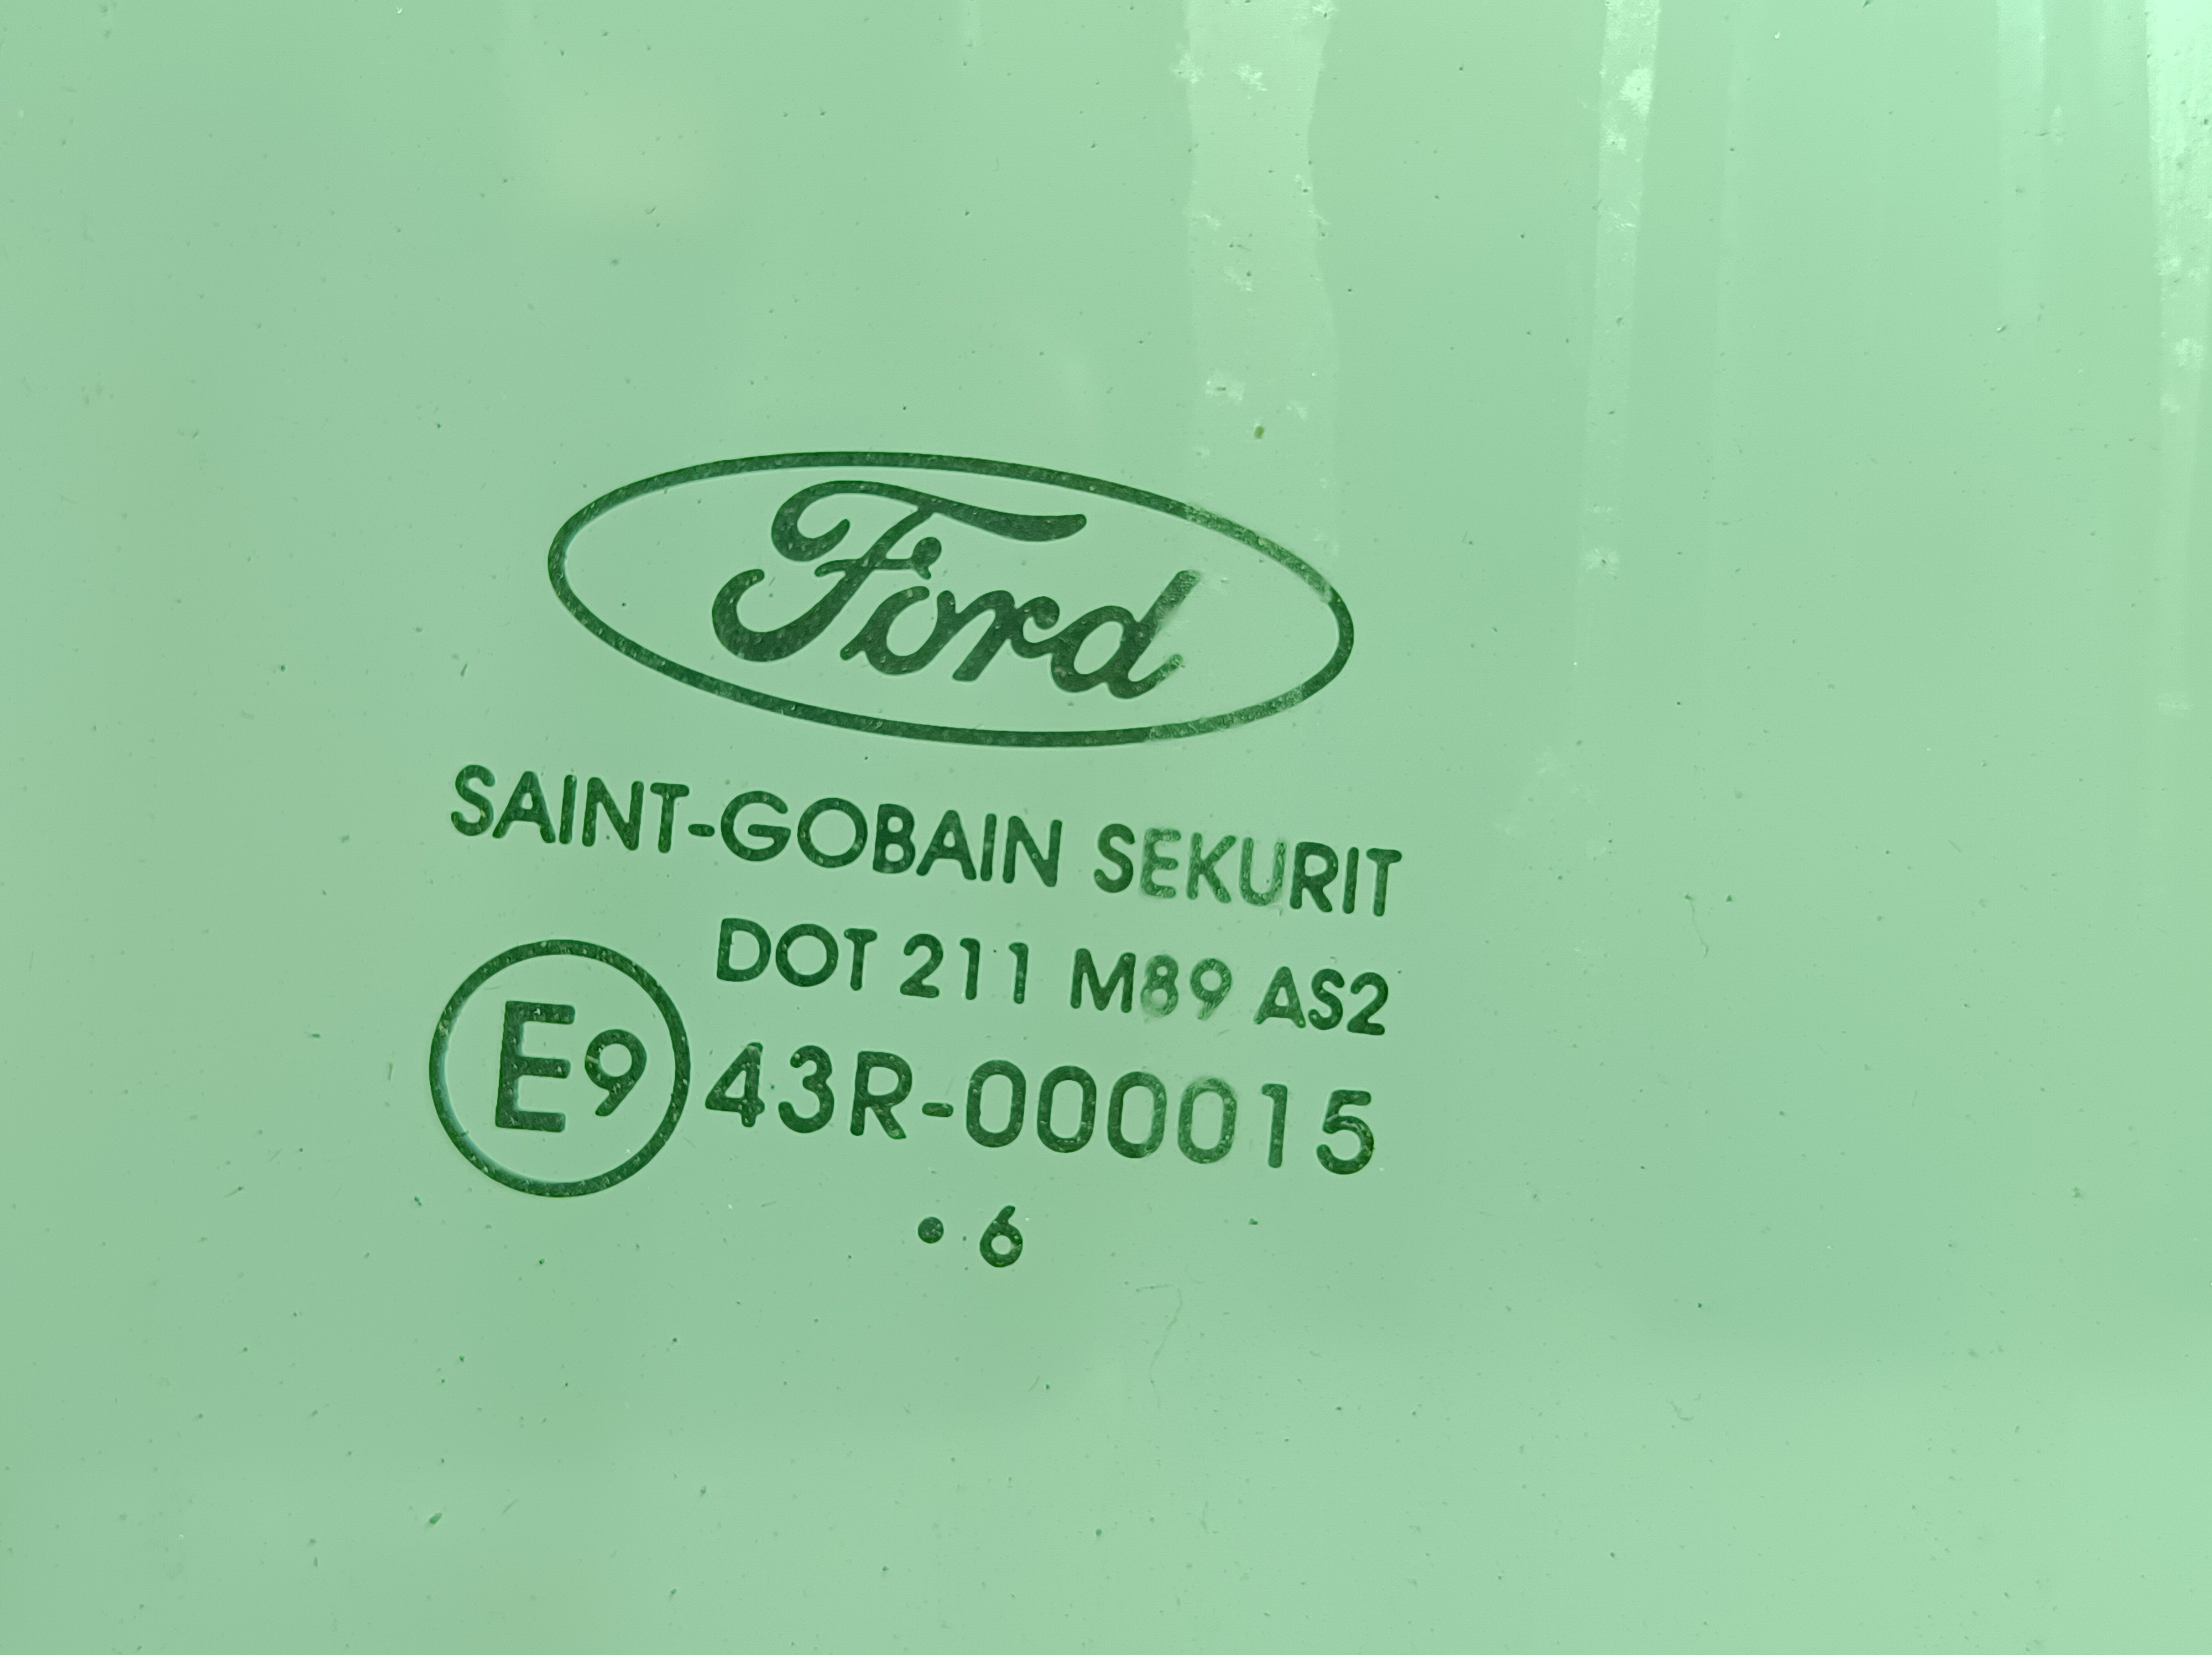 Ford
SAINT-GOBAIN SEKURIT
DOT 211 M89 AS2
E9 43R-000015
• 6